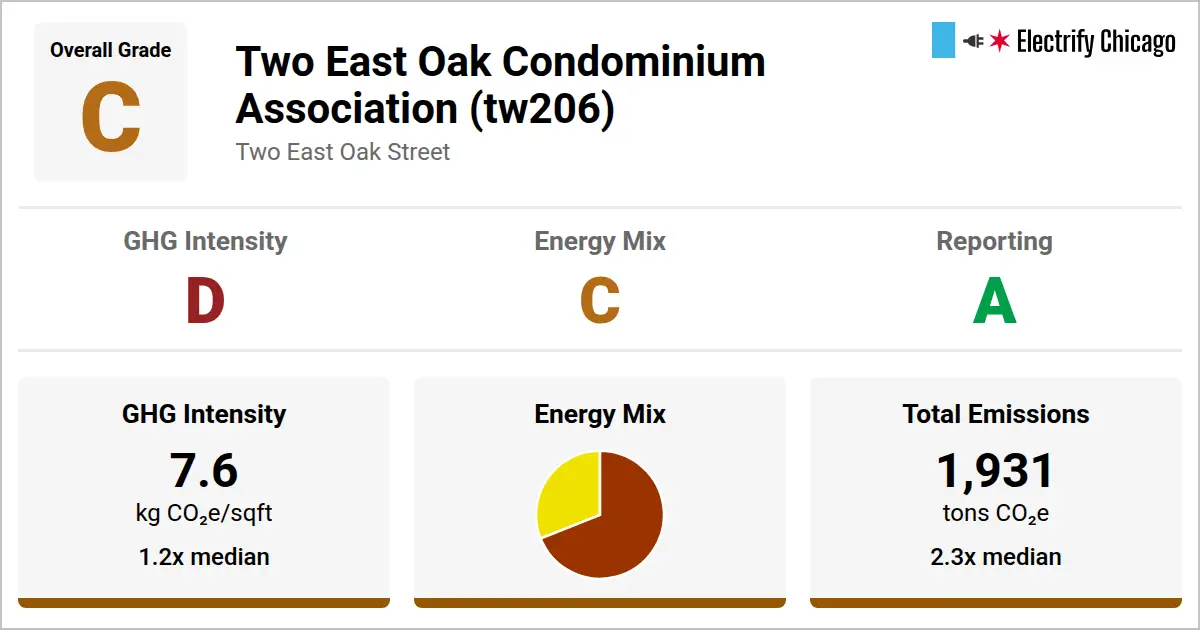 Overall Grade
C
Two East Oak Condominium
Association (tw206)
Two East Oak Street
Electrify Chicago
GHG Intensity
D
Energy Mix
C
Reporting
A
GHG Intensity
7.6
kg CO₂e/sqft
1.2x median
Energy Mix
Total Emissions
1,931
tons CO₂e
2.3x median